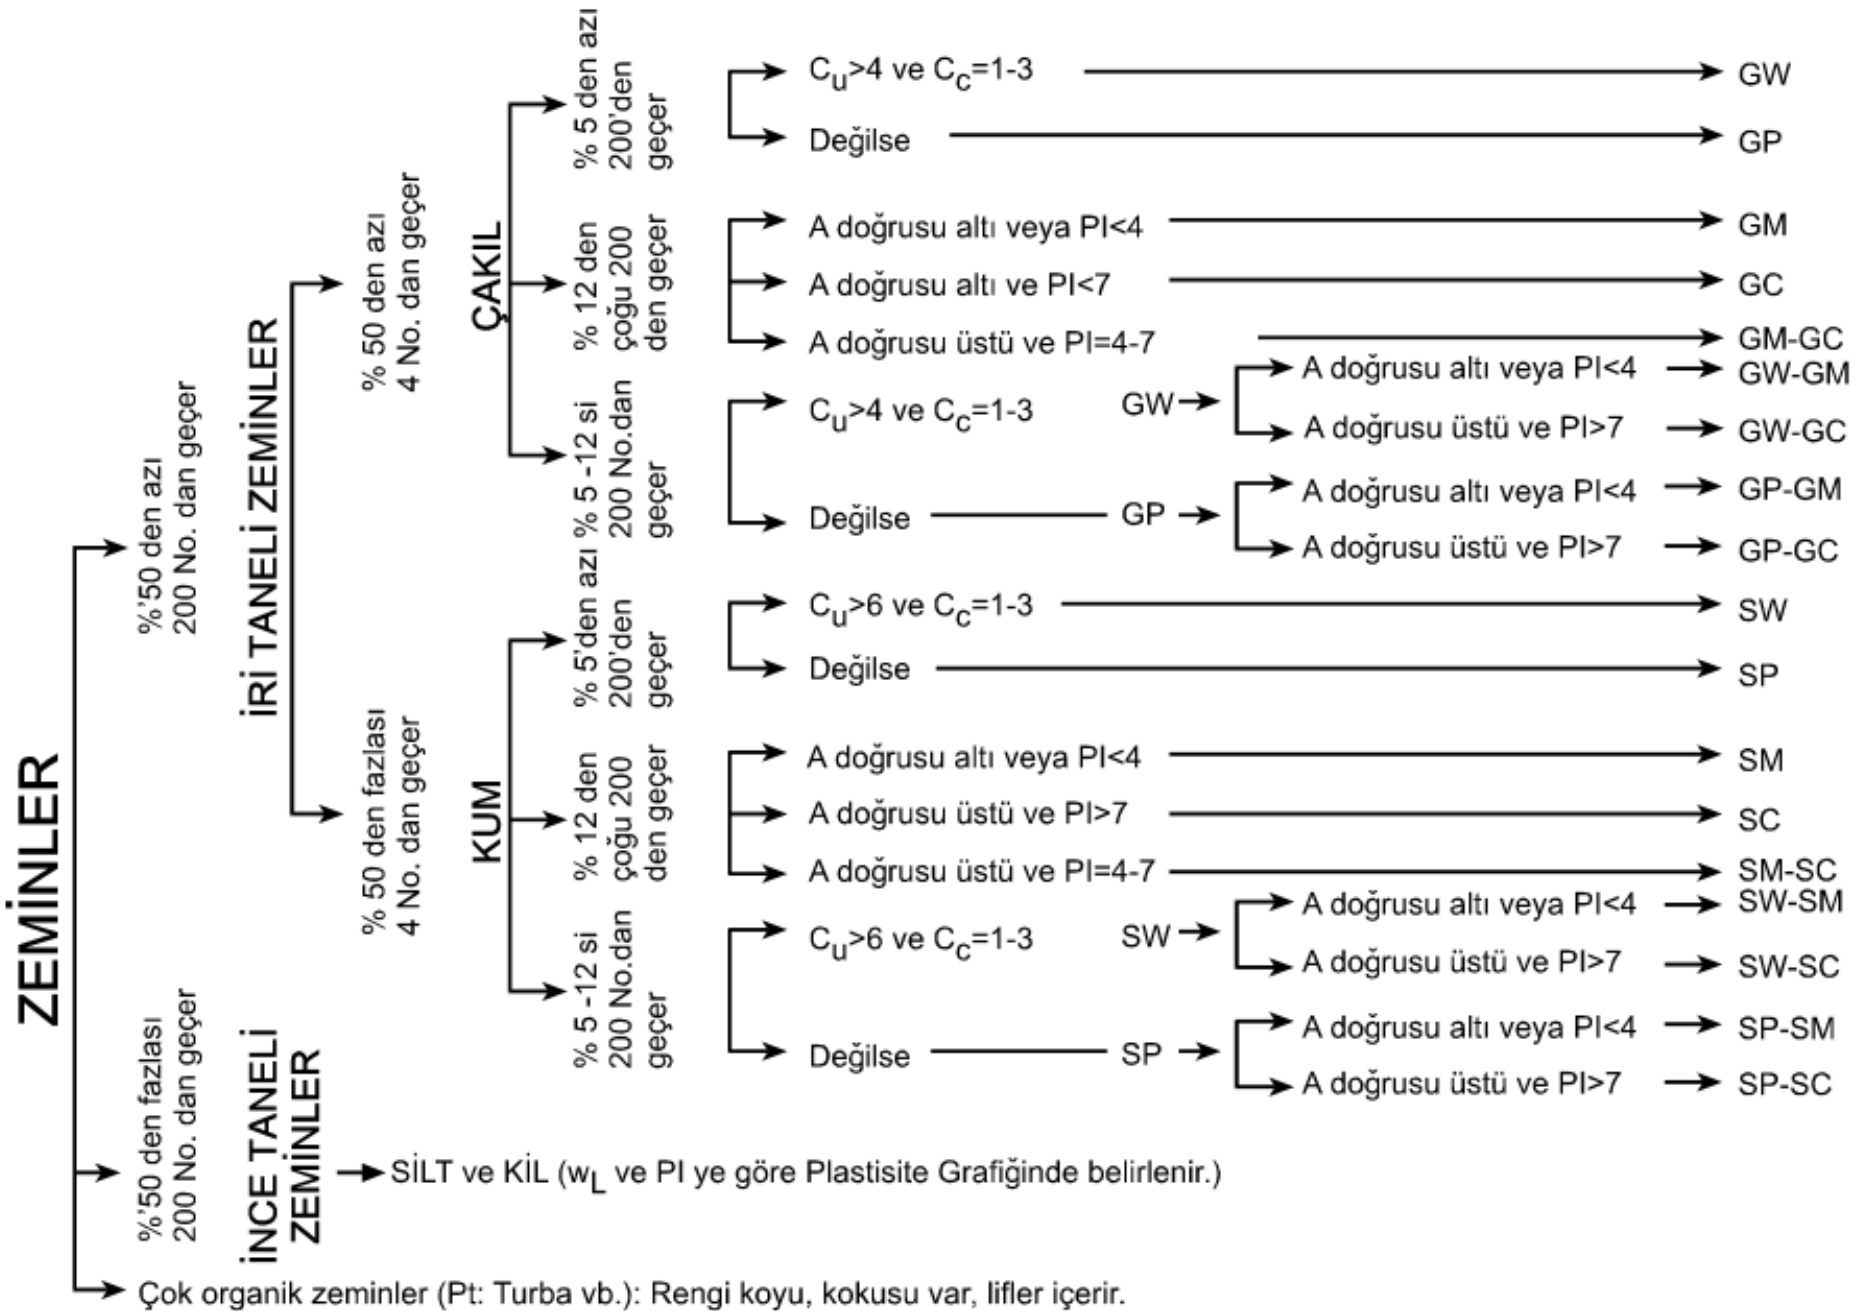 ZEMİNLER
%'50 den azı
200 No. dan geçer
İRİ TANELİ ZEMİNLER
% 50 den azı
4 No. dan geçer
ÇAKIL
% 5 den azı
200'den
geçer
C_u>4 ve C_c=1-3
GW
Değilse
GP
% 12 den
çoğu 200
den geçer
A doğrusu altı veya PI<4
GM
A doğrusu altı ve PI<7
GC
A doğrusu üstü ve PI=4-7
GM-GC
% 5 -12 si
200 No.dan
geçer
C_u>4 ve C_c=1-3
GW
A doğrusu altı veya PI<4
GW-GM
A doğrusu üstü ve PI>7
GW-GC
Değilse
GP
A doğrusu altı veya PI<4
GP-GM
A doğrusu üstü ve PI>7
GP-GC
% 50 den fazlası
4 No. dan geçer
KUM
% 5'den azı
200'den
geçer
C_u>6 ve C_c=1-3
SW
Değilse
SP
% 12 den
çoğu 200
den geçer
A doğrusu altı veya PI<4
SM
A doğrusu üstü ve PI>7
SC
A doğrusu üstü ve PI=4-7
SM-SC
% 5 -12 si
200 No.dan
geçer
C_u>6 ve C_c=1-3
SW
A doğrusu altı veya PI<4
SW-SM
A doğrusu üstü ve PI>7
SW-SC
Değilse
SP
A doğrusu altı veya PI<4
SP-SM
A doğrusu üstü ve PI>7
SP-SC
%'50 den fazlası
200 No. dan geçer
İNCE TANELİ
ZEMİNLER
SİLT ve KİL (w_L ve PI ye göre Plastisite Grafiğinde belirlenir.)
Çok organik zeminler (Pt: Turba vb.): Rengi koyu, kokusu var, lifler içerir.